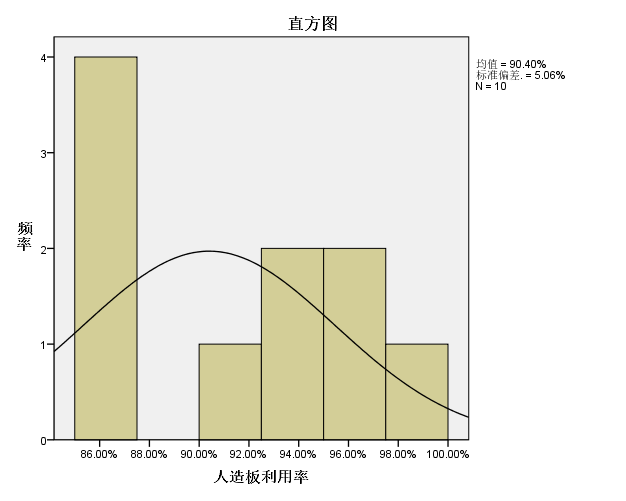 直方图
均值 = 90.40%
标准偏差. = 5.06%
N = 10
频率
4
3
2
1
0
86.00% 88.00% 90.00% 92.00% 94.00% 96.00% 98.00% 100.00%
人造板利用率